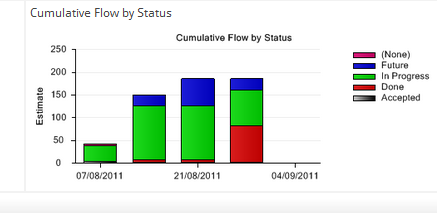 Cumulative Flow by Status
Cumulative Flow by Status
250
200
150
100
50
0
Estimate
07/08/2011
21/08/2011
04/09/2011
(None)
Future
In Progress
Done
Accepted